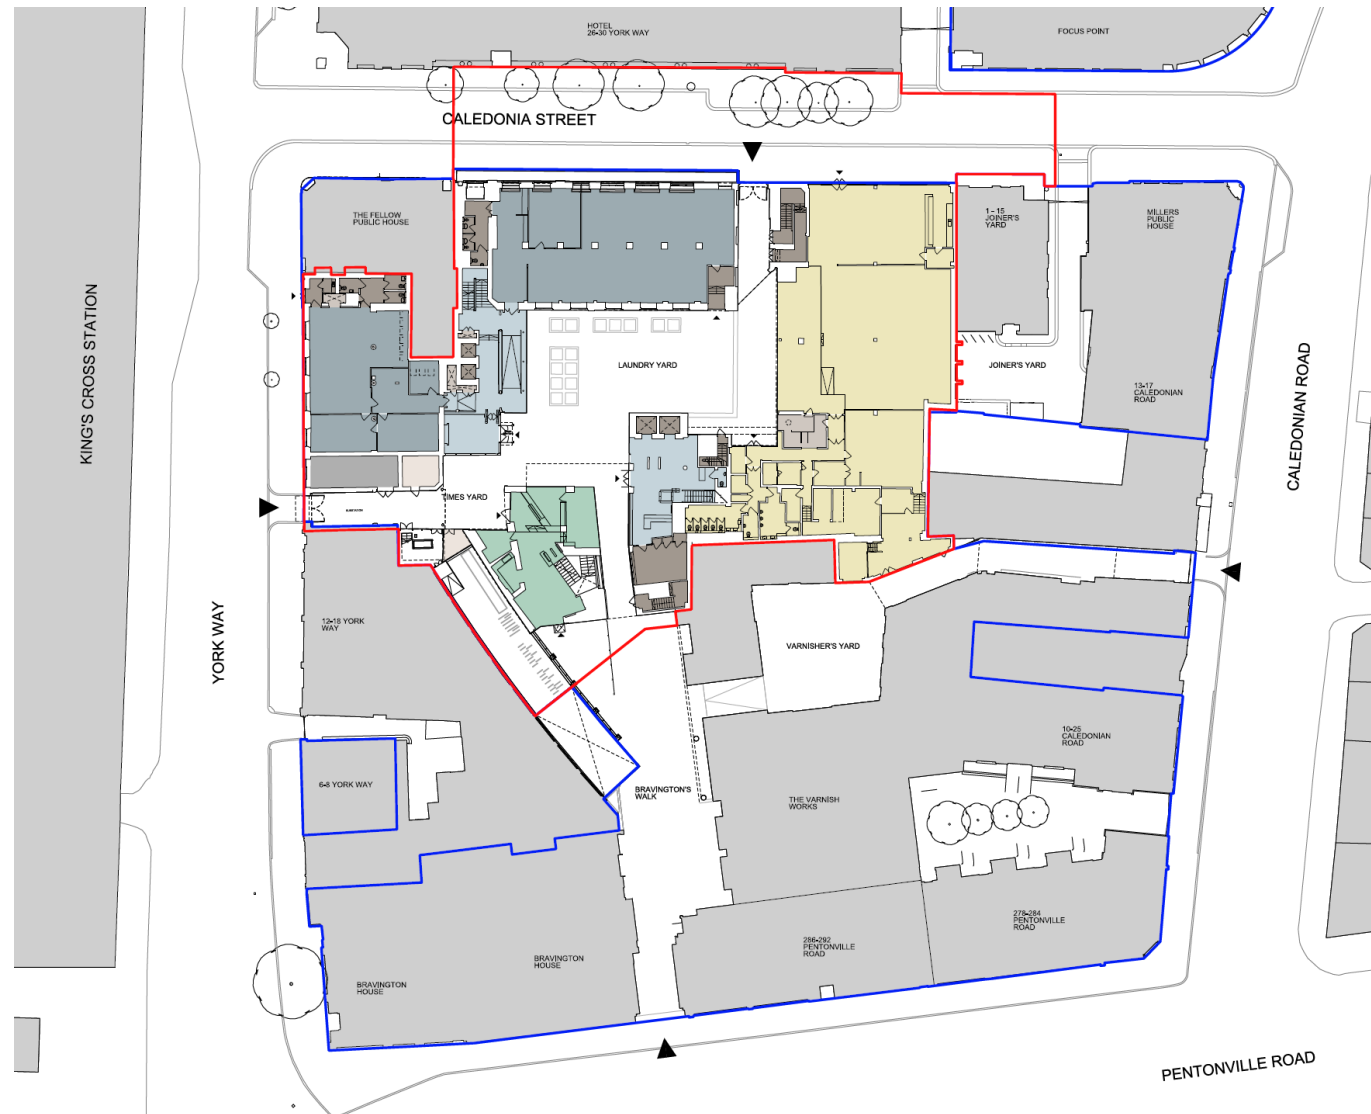 HOTEL
26-30 YORK WAY
FOCUS POINT
CALEDONIA STREET
THE FELLOW
PUBLIC HOUSE
1 - 15
JOINER'S
YARD
MILLERS
PUBLIC
HOUSE
KING'S CROSS STATION
LAUNDRY YARD
JOINER'S YARD
13-17
CALEDONIAN
ROAD
CALEDONIAN ROAD
TIMES YARD
YORK WAY
12-18 YORK
WAY
VARNISHER'S YARD
10-25
CALEDONIAN
ROAD
6-8 YORK WAY
BRAVINGTON'S
WALK
THE VARNISH
WORKS
278-284
PENTONVILLE
ROAD
286-292
PENTONVILLE
ROAD
BRAVINGTON
HOUSE
BRAVINGTON
HOUSE
PENTONVILLE ROAD